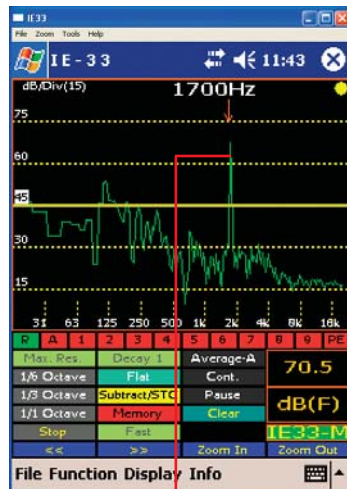 IE33
File Zoom Tools Help
IE-33 11:43
dB/Div(15) 1700Hz
75
60
45
30
15
31 63 125 250 500 1K 2K 4K 8K 16K
R A 1 2 3 4 5 6 7 8 9 PE
Max. Res. Decay 1 Average-A 70.5
1/6 Octave Flat Cont.
1/3 Octave Subtract/STC Pause dB(F)
1/1 Octave Memory Clear
Stop Fast IE33-M
<< >> Zoom In Zoom Out
File Function Display Info